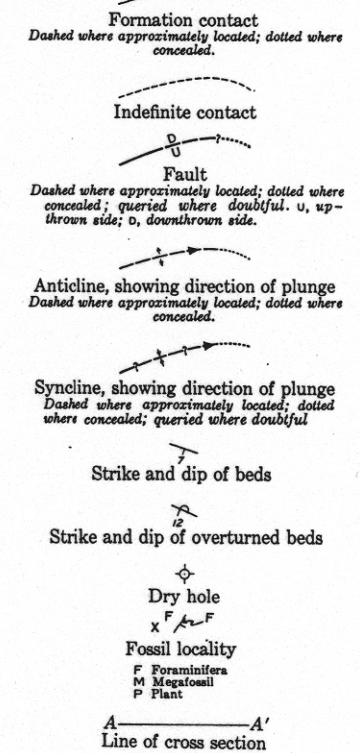 Formation contact
Dashed where approximately located; dotted where
concealed.
Indefinite contact
D
U
?
Fault
Dashed where approximately located; dotted where
concealed; queried where doubtful. U, up-
thrown side; D, downthrown side.
Anticline, showing direction of plunge
Dashed where approximately located; dotted where
concealed.
? ?
Syncline, showing direction of plunge
Dashed where approximately located; dotted
where concealed; queried where doubtful
7
Strike and dip of beds
12
Strike and dip of overturned beds
Dry hole
x F F
Fossil locality
F Foraminifera
M Megafossil
P Plant
A A'
Line of cross section